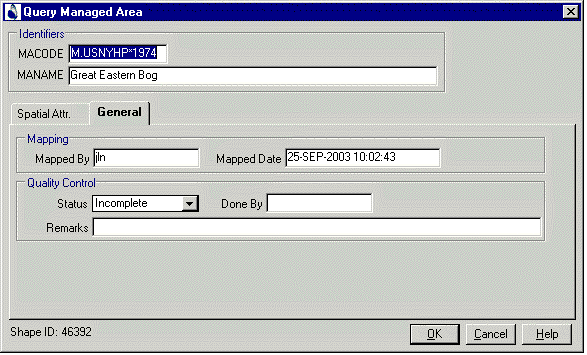 Query Managed Area
Identifiers
MACODE M.USNYHP*1974
MANAME Great Eastern Bog
Spatial Attr. General
Mapping
Mapped By jln Mapped Date 25-SEP-2003 10:02:43
Quality Control
Status Incomplete Done By
Remarks
Shape ID: 46392 OK Cancel Help